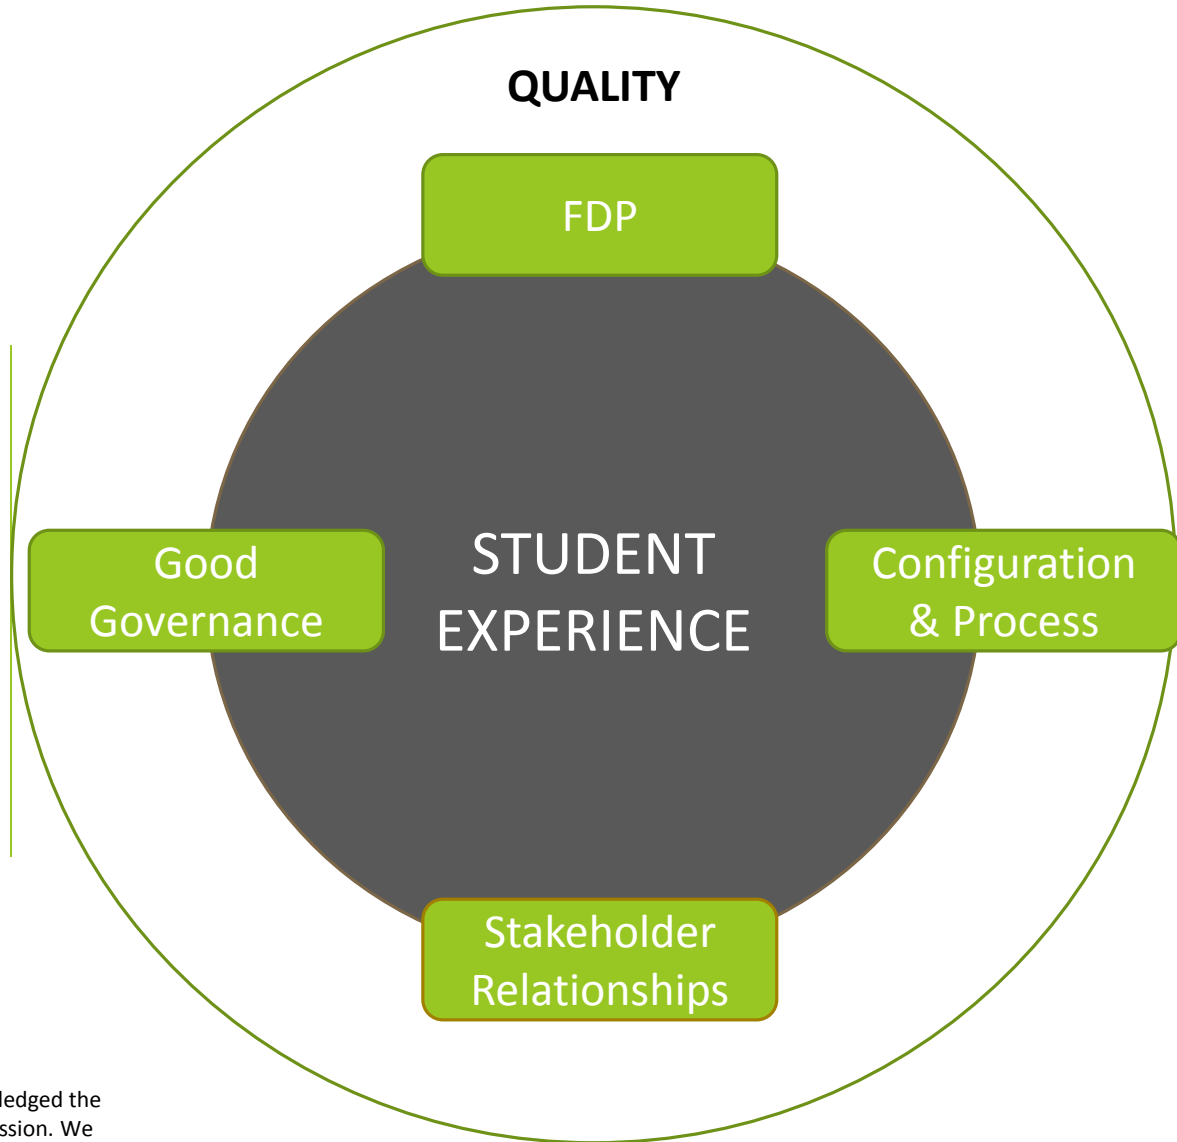 QUALITY
FDP
Good
Governance
STUDENT
EXPERIENCE
Configuration
& Process
Stakeholder
Relationships
ledged the
ssion. We